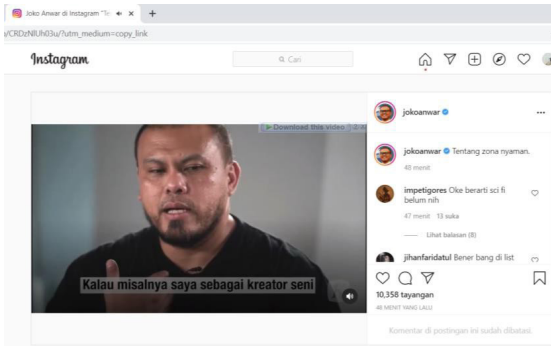 Joko Anwar di Instagram "Te
/CRDzNlUh03u/?utm_medium=copy_link
Instagram
Cari
jokoanwar
jokoanwar Tentang zona nyaman.
48 menit
impetigores Oke berarti sci fi
belum nih
47 menit 13 suka
Lihat balasan (8)
jihanfaridatul Bener bang di list
Download this video
Kalau misalnya saya sebagai kreator seni
10,358 tayangan
48 MENIT YANG LALU
Komentar di postingan ini sudah dibatasi.